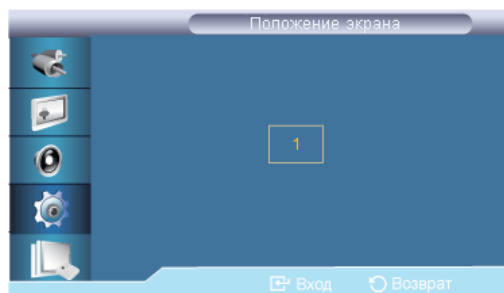 Положение экрана
1
Вход Возврат